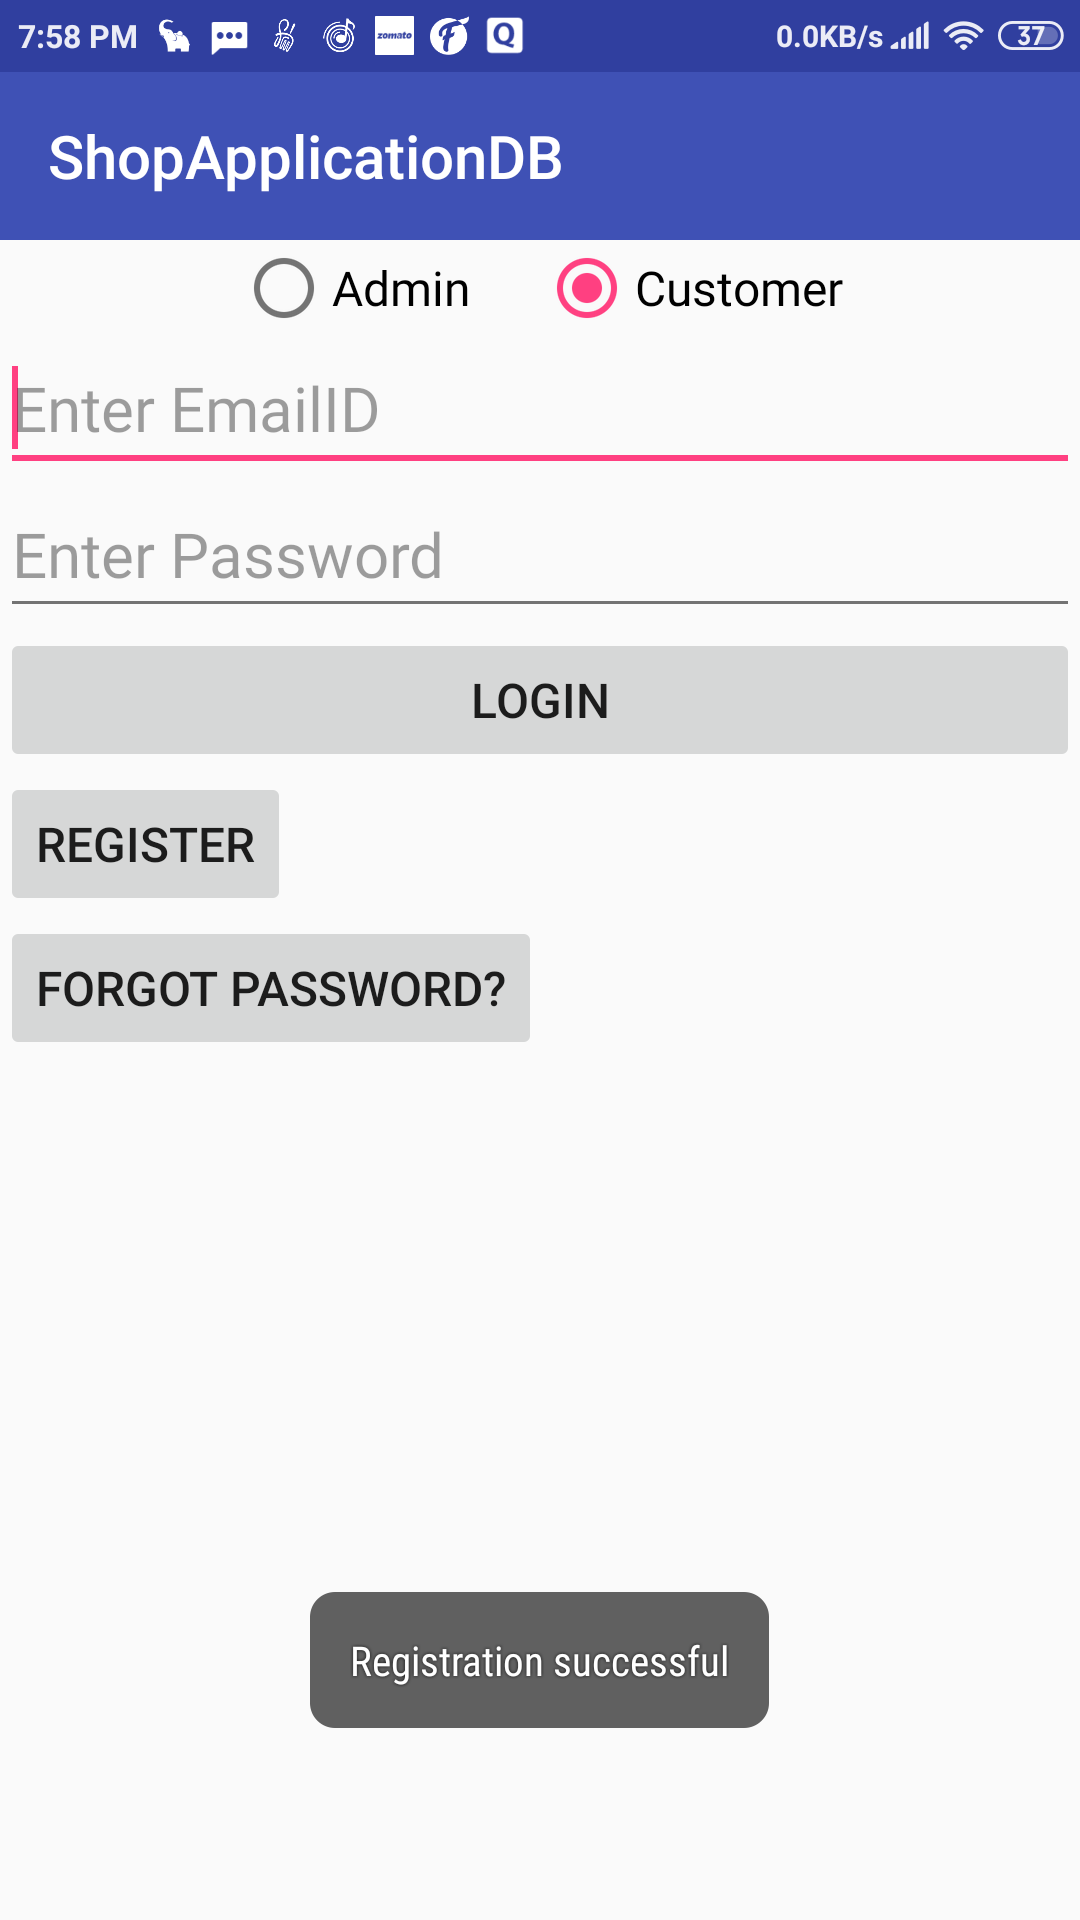 7:58 PM zomato Q 0.0KB/s 37
ShopApplicationDB
Admin Customer
Enter EmailID
Enter Password
LOGIN
REGISTER
FORGOT PASSWORD?
Registration successful